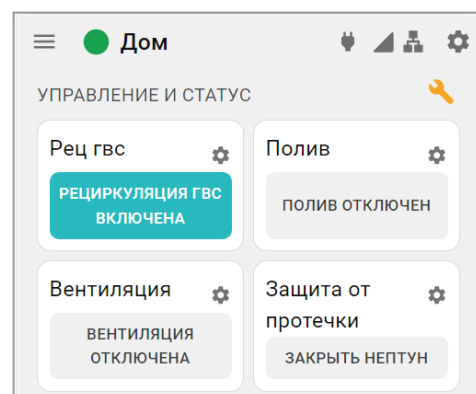 Дом
УПРАВЛЕНИЕ И СТАТУС
Рец гвс
РЕЦИРКУЛЯЦИЯ ГВС
ВКЛЮЧЕНА
Полив
ПОЛИВ ОТКЛЮЧЕН
Вентиляция
ВЕНТИЛЯЦИЯ
ОТКЛЮЧЕНА
Защита от
протечки
ЗАКРЫТЬ НЕПТУН